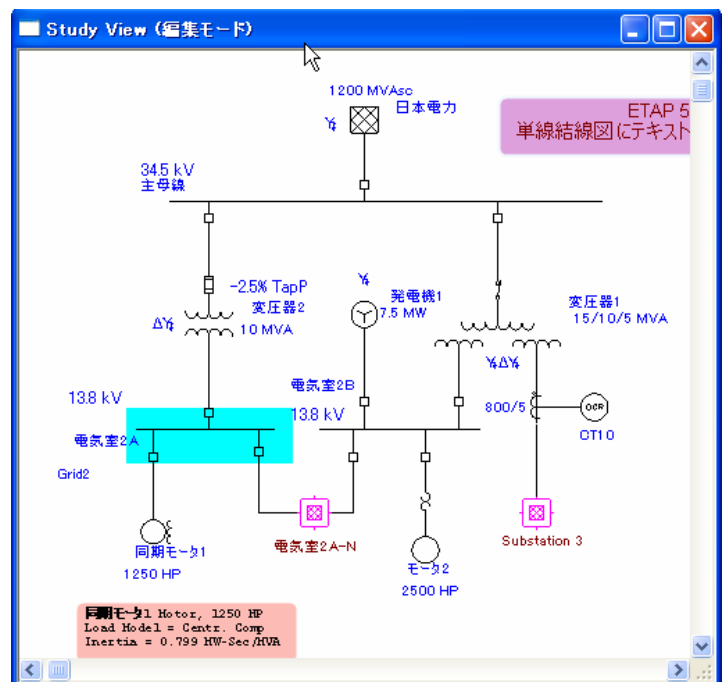 Study View (編集モード)
1200 MVAsc
日本電力
ETAP 5
単線結線図にテキスト
34.5 kV
主母線
-2.5% TapP
変圧器2
10 MVA
発電機1
7.5 MW
変圧器1
15/10/5 MVA
電気室2B
13.8 kV
13.8 kV
800/5
OCR
CT10
電気室2A
Grid2
同期モータ1
1250 HP
電気室2A-N
モータ2
2500 HP
Substation 3
同期モータ1 Motor, 1250 HP
Load Model = Centr. Comp
Inertia = 0.799 MW-Sec/MVA